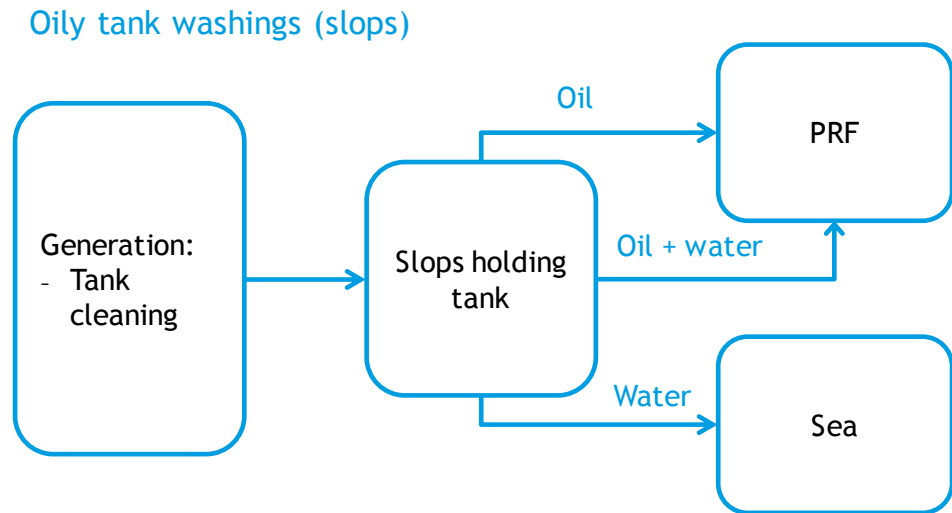 Oily tank washings (slops)
Oil
PRF
Generation:
- Tank
cleaning
Slops holding
tank
Oil + water
Water
Sea